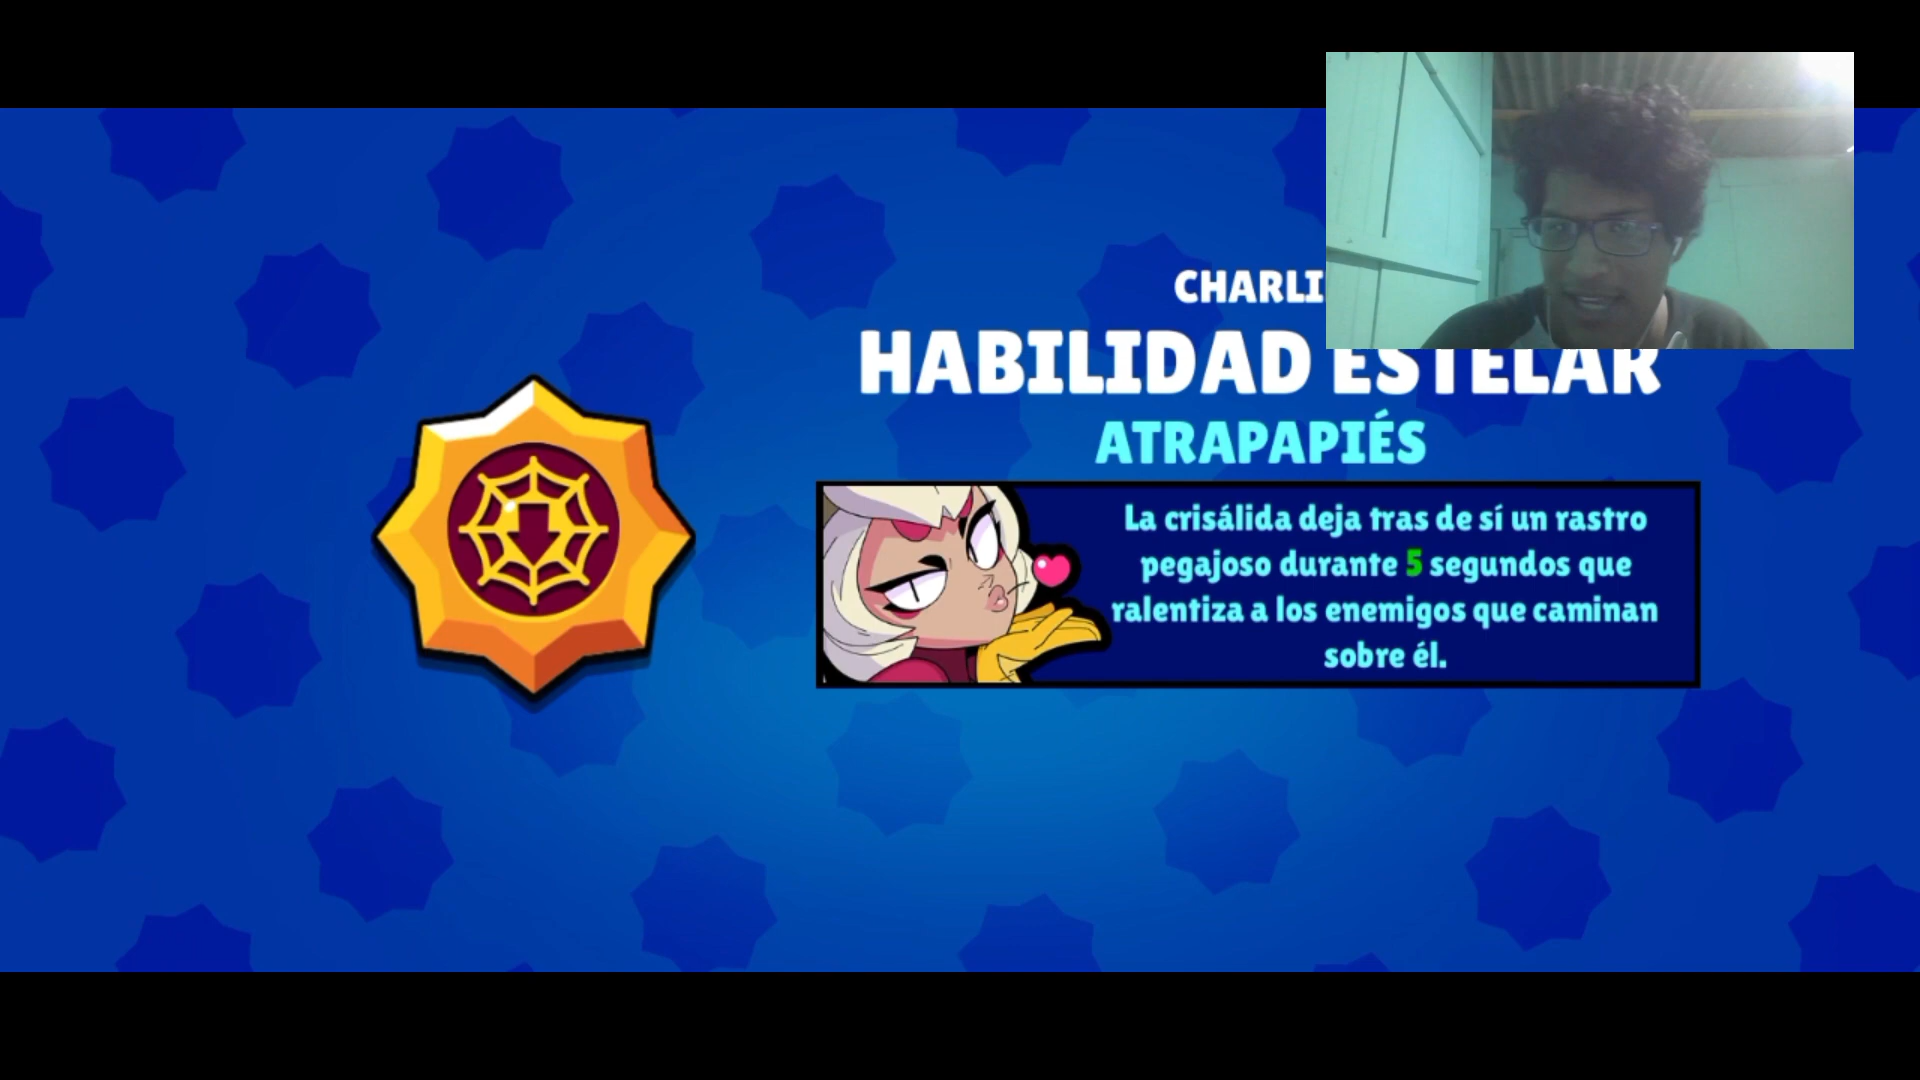 CHARLI
HABILIDAD ESTELAR
ATRAPAPIÉS
La crisálida deja tras de sí un rastro
pegajoso durante 5 segundos que
ralentiza a los enemigos que caminan
sobre él.